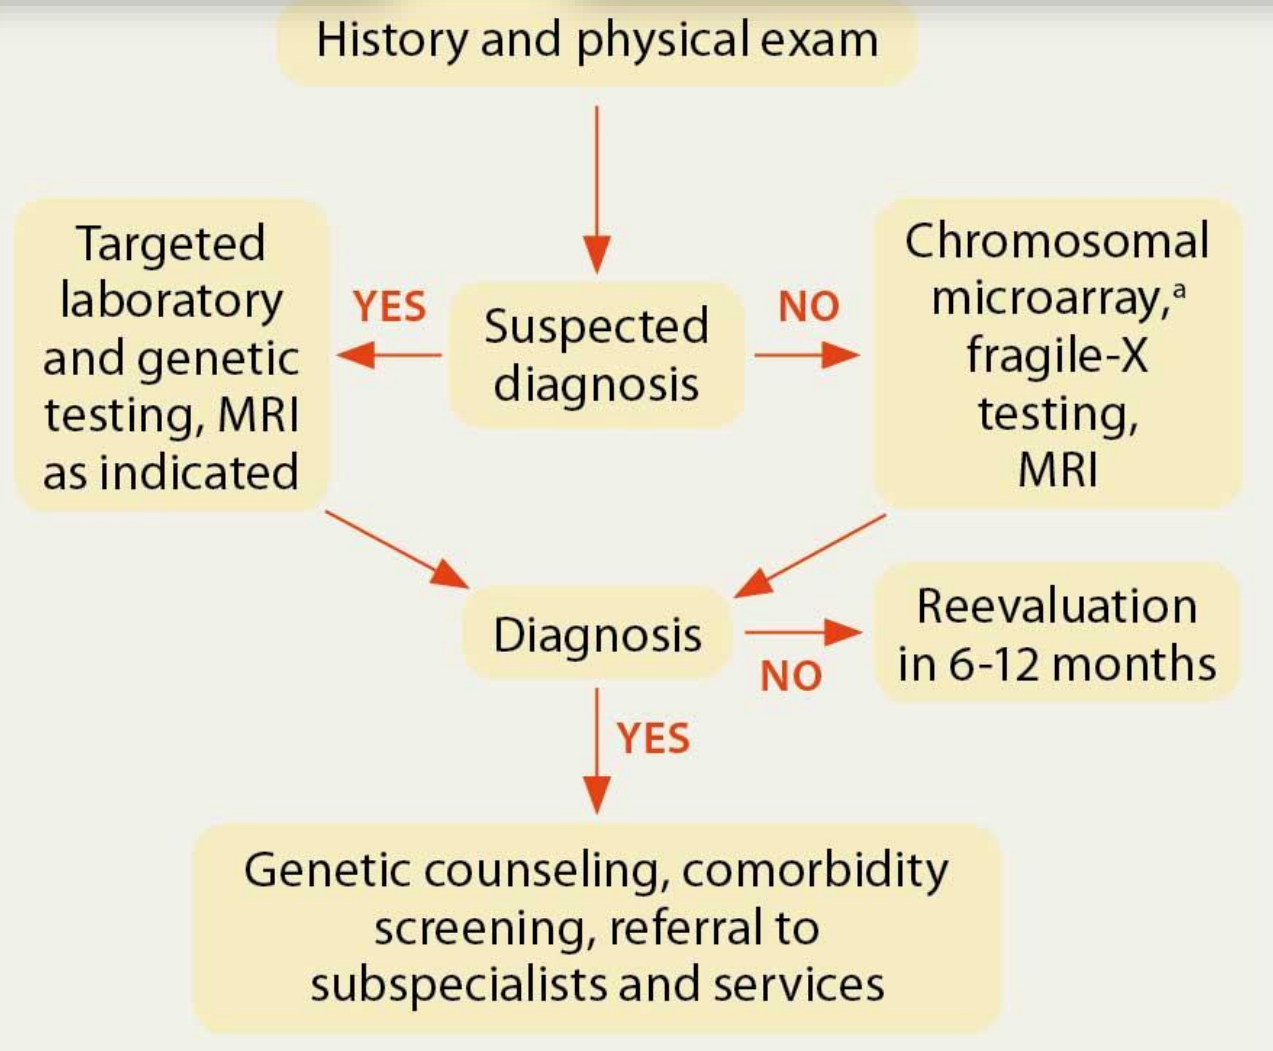 History and physical exam
Targeted
laboratory
and genetic
testing, MRI
as indicated
YES
Suspected
diagnosis
NO
Chromosomal
microarray,ᵃ
fragile-X
testing,
MRI
Diagnosis
NO
Reevaluation
in 6-12 months
YES
Genetic counseling, comorbidity
screening, referral to
subspecialists and services